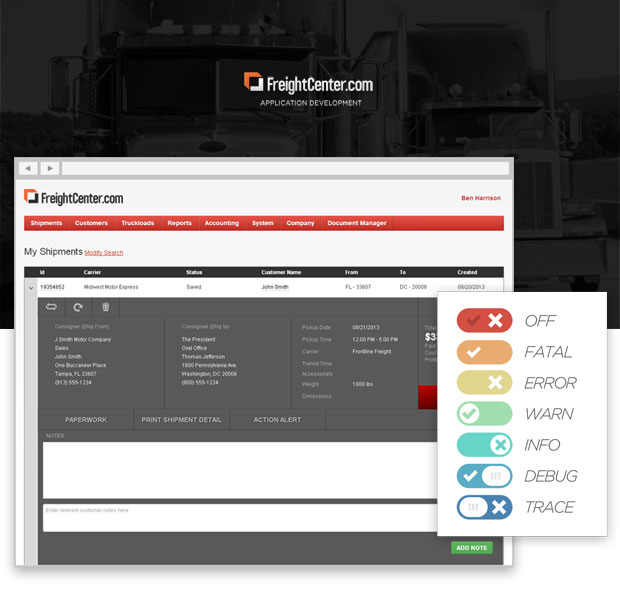 FreightCenter.com
APPLICATION DEVELOPMENT
FreightCenter.com
Ben Harrison
Shipments Customers Truckloads Reports Accounting System Company Document Manager
My Shipments Modify Search
Id Carrier Status Customer Name From To Created
19354852 Midwest Motor Express Saved John Smith FL - 33607 DC - 20006 08/20/2013
Consigner (Ship From)
J Smith Motor Company
Sales
John Smith
One Buccaneer Place
Tampa, FL 33607
(813) 555-1234
Consignee (Ship to)
The President
Oval Office
Thomas Jefferson
1600 Pennsylvania Ave.
Washington, DC 20006
(800) 555-1234
Pickup Date 08/21/2013
Pickup Time 12:00 PM - 5:00 PM
Carrier Frontline Freight
Transit Time
Accessorials
Weight 1000 lbs
Dimensions
PAPERWORK PRINT SHIPMENT DETAIL ACTION ALERT
NOTES
Enter relevant customer notes here
ADD NOTE
OFF
FATAL
ERROR
WARN
INFO
DEBUG
TRACE